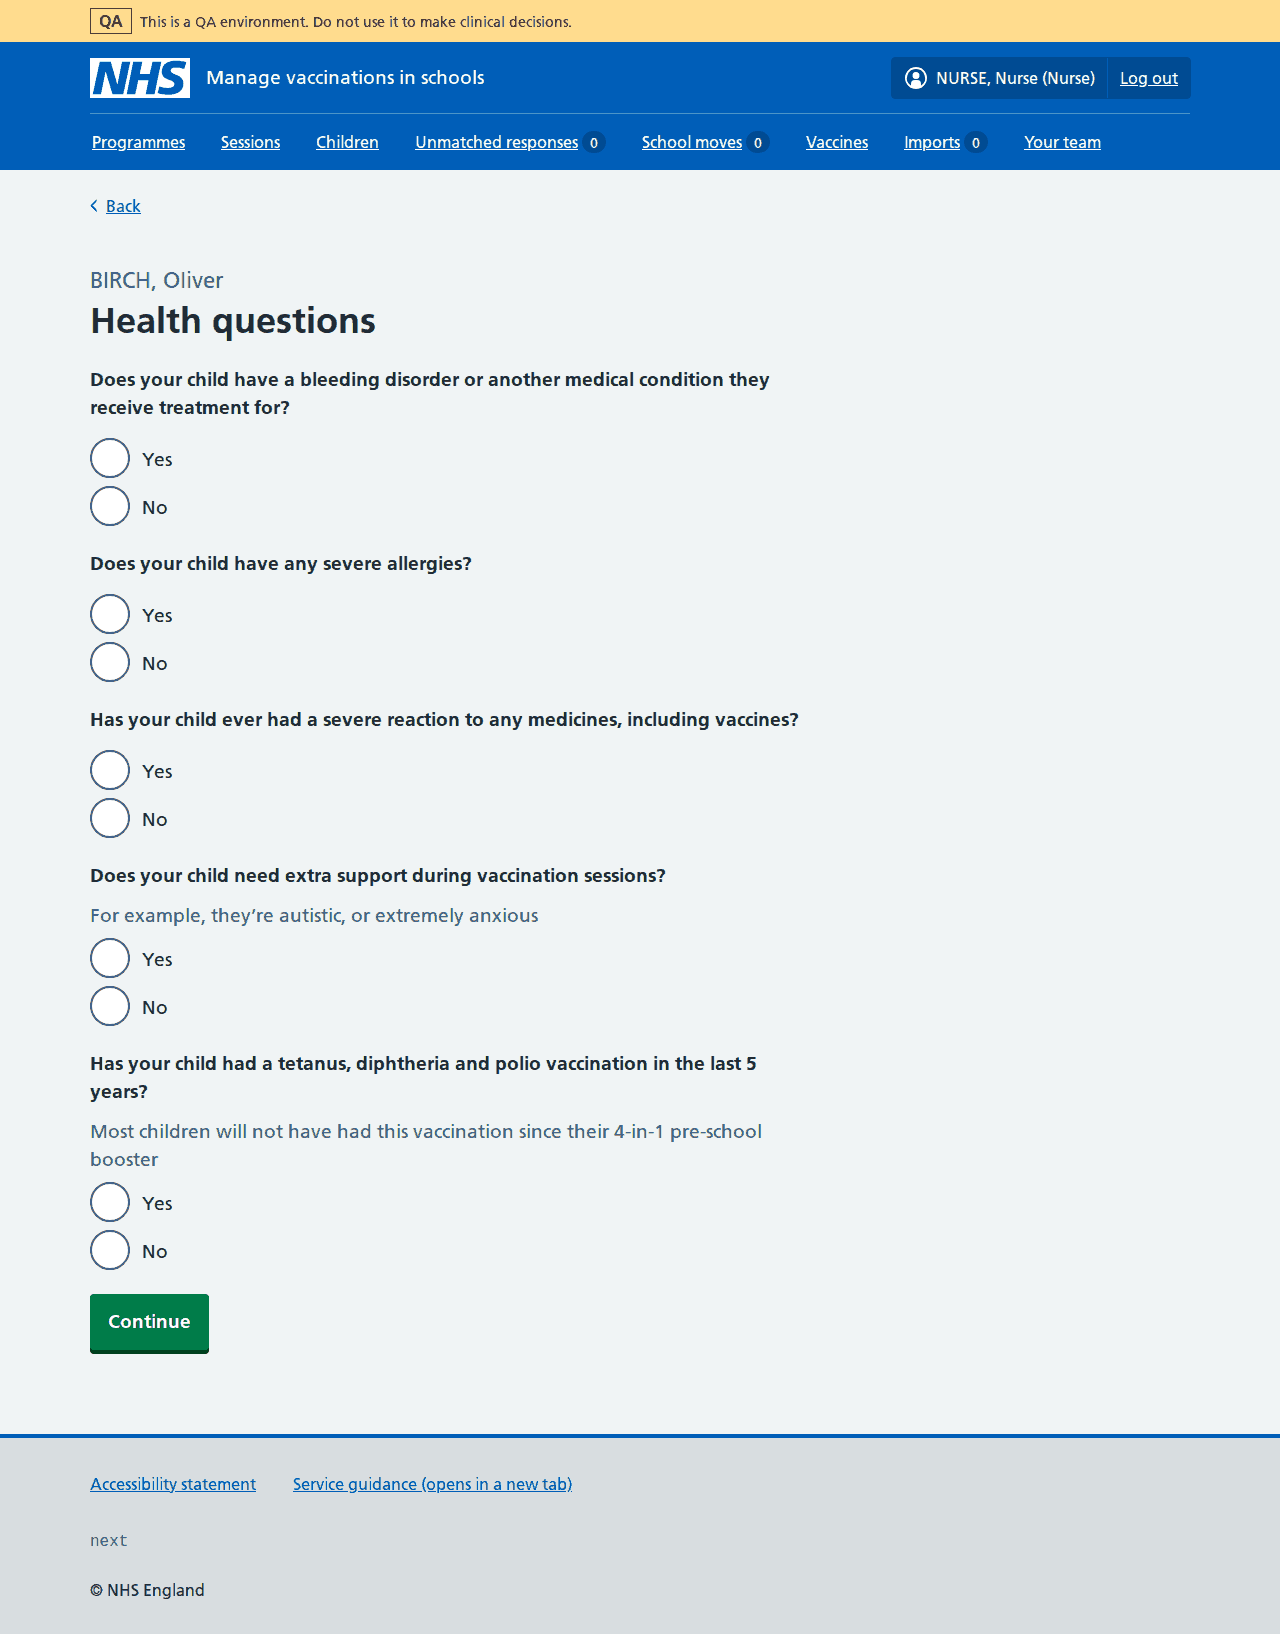 QA This is a QA environment. Do not use it to make clinical decisions.
NHS Manage vaccinations in schools NURSE, Nurse (Nurse) Log out
Programmes Sessions Children Unmatched responses 0 School moves 0 Vaccines Imports 0 Your team
Back
BIRCH, Oliver
Health questions
Does your child have a bleeding disorder or another medical condition they
receive treatment for?
Yes
No
Does your child have any severe allergies?
Yes
No
Has your child ever had a severe reaction to any medicines, including vaccines?
Yes
No
Does your child need extra support during vaccination sessions?
For example, they’re autistic, or extremely anxious
Yes
No
Has your child had a tetanus, diphtheria and polio vaccination in the last 5
years?
Most children will not have had this vaccination since their 4-in-1 pre-school
booster
Yes
No
Continue
Accessibility statement Service guidance (opens in a new tab)
next
© NHS England